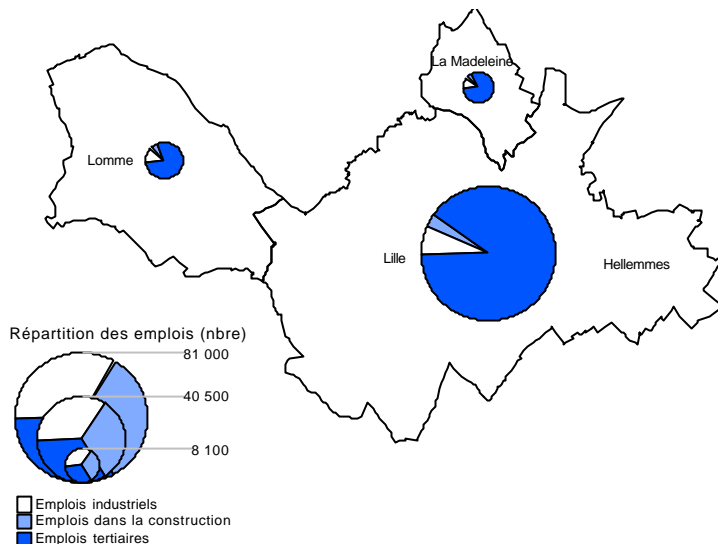 La Madeleine
Lomme
Lille
Hellemmes
Répartition des emplois (nbre)
81 000
40 500
8 100
Emplois industriels
Emplois dans la construction
Emplois tertiaires